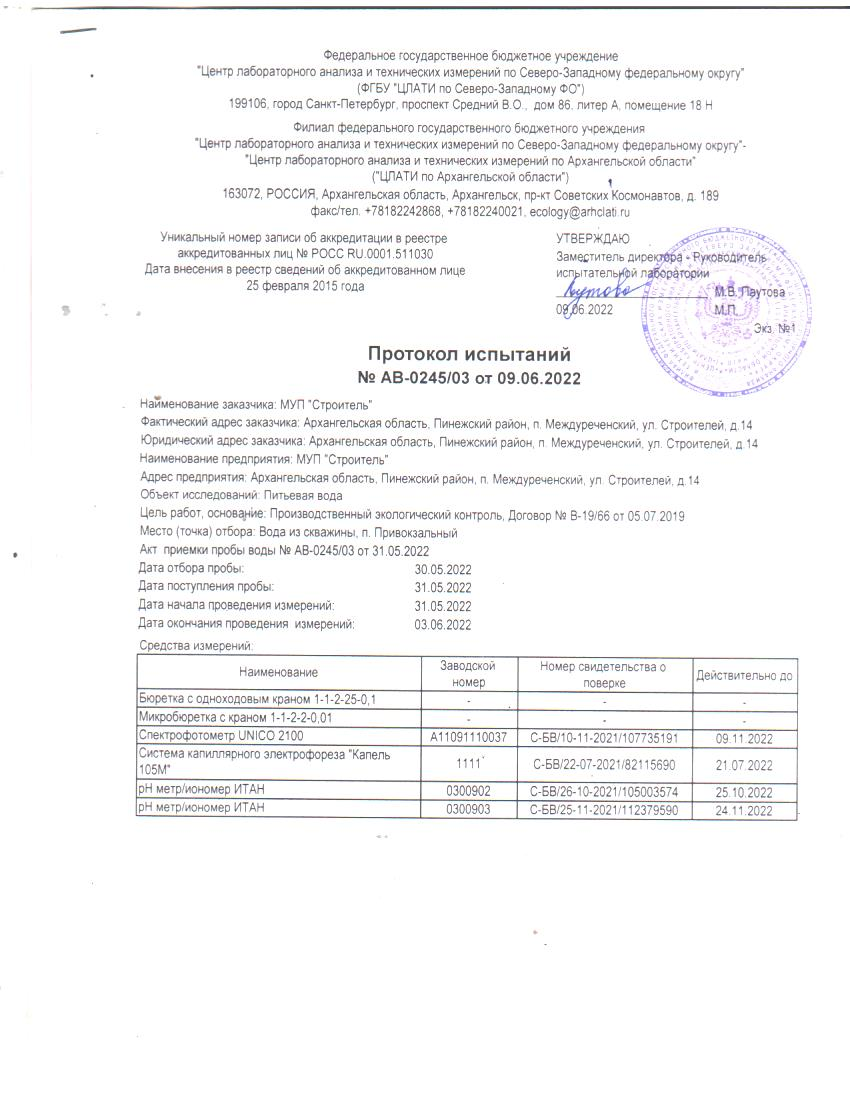 Федеральное государственное бюджетное учреждение
"Центр лабораторного анализа и технических измерений по Северо-Западному федеральному округу"
(ФГБУ "ЦЛАТИ по Северо-Западному ФО")
199106, город Санкт-Петербург, проспект Средний В.О., дом 86. литер А, помещение 18 Н
Филиал федерального государственного бюджетного учреждения
"Центр лабораторного анализа и технических измерений по Северо-Западному федеральному округу"-
"Центр лабораторного анализа и технических измерений по Архангельской области"
("ЦЛАТИ по Архангельской области")
163072, РОССИЯ, Архангельская область, Архангельск, пр-кт Советских Космонавтов, д. 189
факс/тел. +78182242868, +78182240021, ecology@arhclati.ru
Уникальный номер записи об аккредитации в реестре
аккредитованных лиц № РОСС RU.0001.511030
Дата внесения в реестр сведений об аккредитованном лице
25 февраля 2015 года
УТВЕРЖДАЮ
Заместитель директора - Руководитель
испытательной лаборатории
М.В. Паутова
09.06.2022 М.П.
Экз. №1
Протокол испытаний
№ АВ-0245/03 от 09.06.2022
Наименование заказчика: МУП "Строитель"
Фактический адрес заказчика: Архангельская область, Пинежский район, п. Междуреченский, ул. Строителей, д.14
Юридический адрес заказчика: Архангельская область, Пинежский район, п. Междуреченский, ул. Строителей, д.14
Наименование предприятия: МУП "Строитель"
Адрес предприятия: Архангельская область, Пинежский район, п. Междуреченский, ул. Строителей, д.14
Объект исследований: Питьевая вода
Цель работ, основание: Производственный экологический контроль, Договор № В-19/66 от 05.07.2019
Место (точка) отбора: Вода из скважины, п. Привокзальный
Акт приемки пробы воды № АВ-0245/03 от 31.05.2022
Дата отбора пробы: 30.05.2022
Дата поступления пробы: 31.05.2022
Дата начала проведения измерений: 31.05.2022
Дата окончания проведения измерений: 03.06.2022
Средства измерений:
Наименование Заводской номер Номер свидетельства о поверке Действительно до
Бюретка с одноходовым краном 1-1-2-25-0,1 - - -
Микробюретка с краном 1-1-2-2-0,01 - - -
Спектрофотометр UNICO 2100 А11091110037 С-БВ/10-11-2021/107735191 09.11.2022
Система капиллярного электрофореза "Капель 105М" 1111 С-БВ/22-07-2021/82115690 21.07.2022
рН метр/иономер ИТАН 0300902 С-БВ/26-10-2021/105003574 25.10.2022
рН метр/иономер ИТАН 0300903 С-БВ/25-11-2021/112379590 24.11.2022